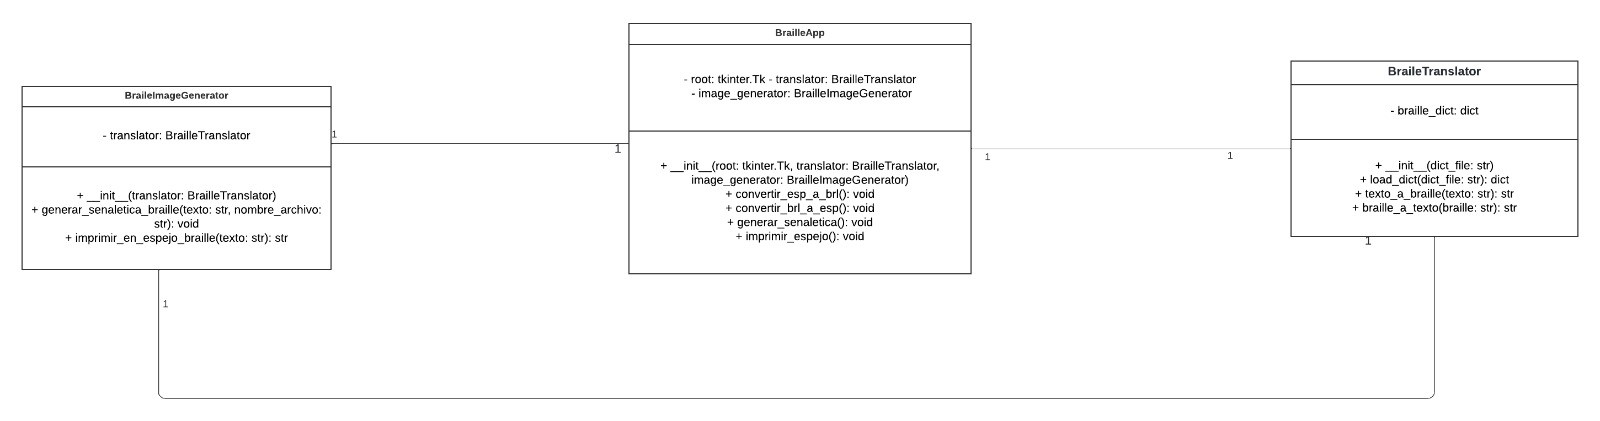 BraileImageGenerator
- translator: BrailleTranslator
+ __init__(translator: BrailleTranslator)
+ generar_senaletica_braille(texto: str, nombre_archivo:
str): void
+ imprimir_en_espejo_braille(texto: str): str
1
1
BrailleApp
- root: tkinter.Tk - translator: BrailleTranslator
- image_generator: BrailleImageGenerator
+ __init__(root: tkinter.Tk, translator: BrailleTranslator,
image_generator: BrailleImageGenerator)
+ convertir_esp_a_brl(): void
+ convertir_brl_a_esp(): void
+ generar_senaletica(): void
+ imprimir_espejo(): void
1
1
BraileTranslator
- braille_dict: dict
+ __init__(dict_file: str)
+ load_dict(dict_file: str): dict
+ texto_a_braille(texto: str): str
+ braille_a_texto(braille: str): str
1
1